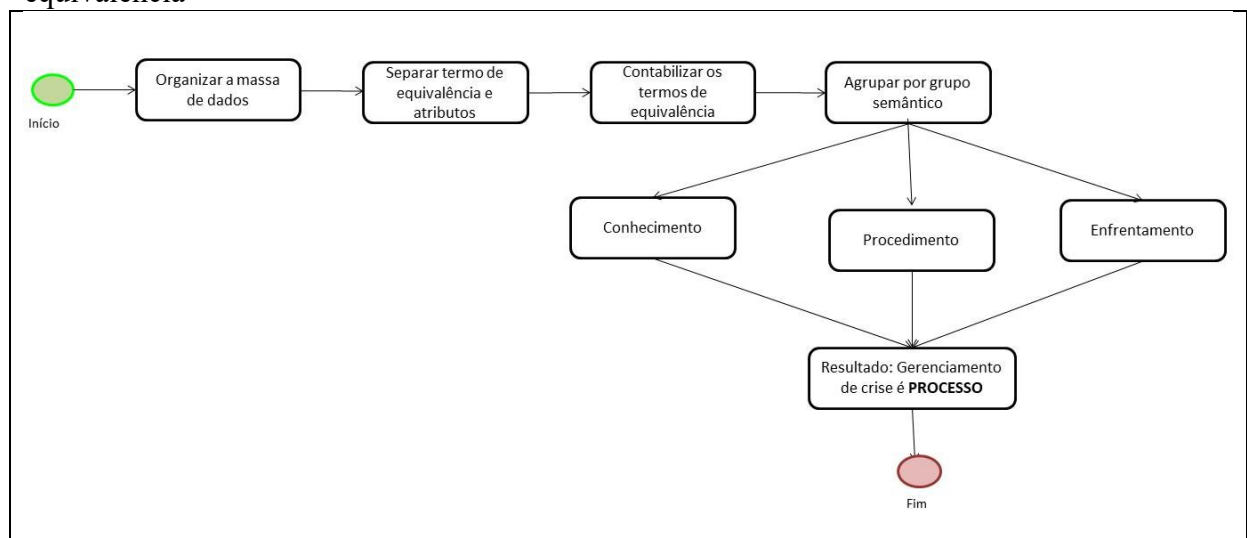 equivalência
Organizar a massa
de dados
Separar termo de
equivalência e
atributos
Contabilizar os
termos de
equivalência
Agrupar por grupo
semântico
Início
Conhecimento
Procedimento
Enfrentamento
Resultado: Gerenciamento
de crise é PROCESSO
Fim